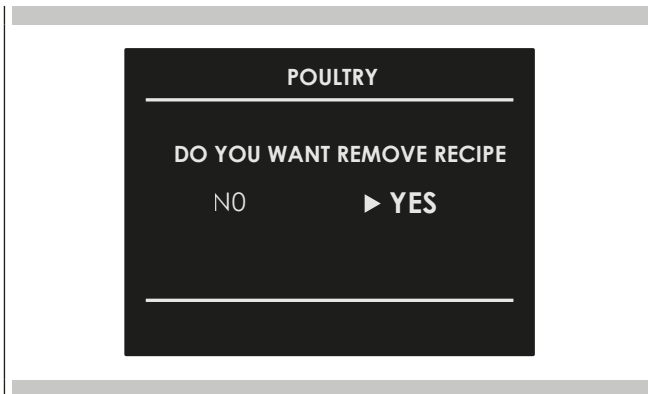 POULTRY
DO YOU WANT REMOVE RECIPE
N0 ▶ YES